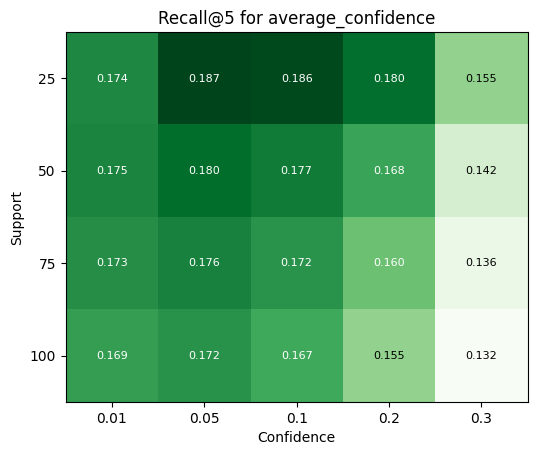 Recall@5 for average_confidence
25 0.174 0.187 0.186 0.180 0.155
50 0.175 0.180 0.177 0.168 0.142
75 0.173 0.176 0.172 0.160 0.136
100 0.169 0.172 0.167 0.155 0.132
Support
0.01 0.05 0.1 0.2 0.3
Confidence